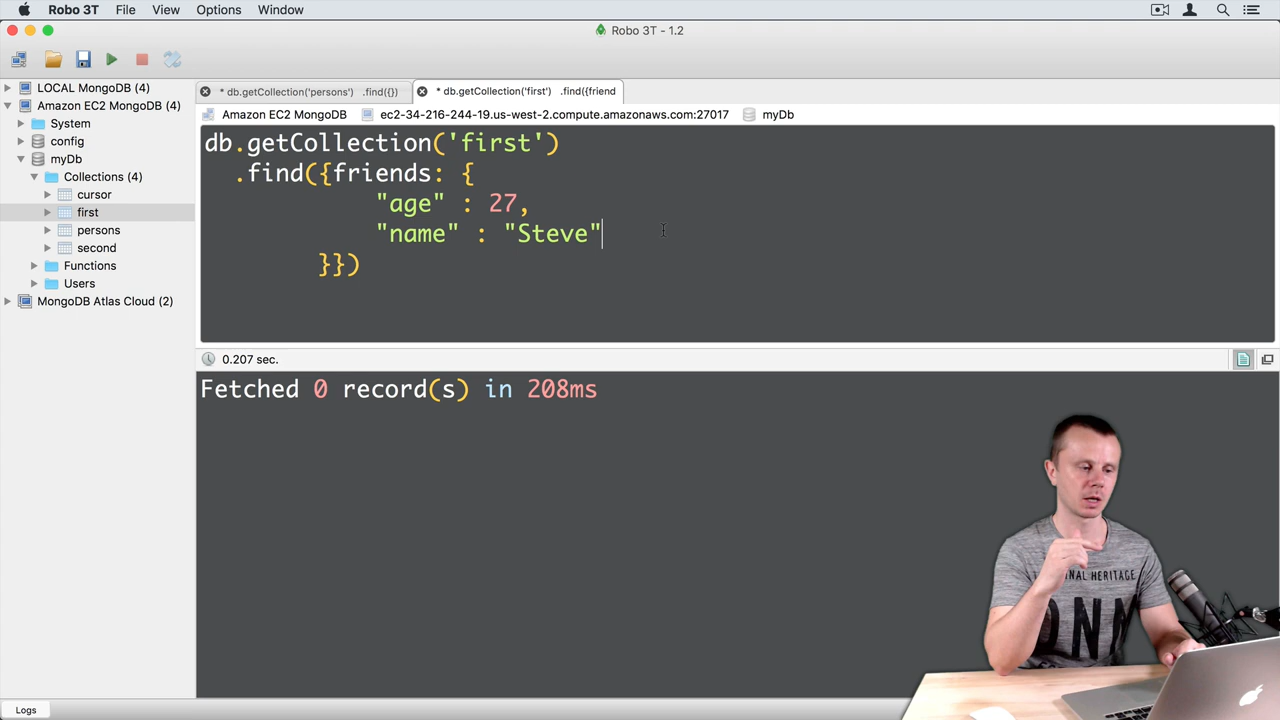 Robo 3T File View Options Window
Robo 3T - 1.2
LOCAL MongoDB (4)
Amazon EC2 MongoDB (4)
System
config
myDb
Collections (4)
cursor
first
persons
second
Functions
Users
MongoDB Atlas Cloud (2)
* db.getCollection('persons') .find({})
* db.getCollection('first') .find({friend
Amazon EC2 MongoDB ec2-34-216-244-19.us-west-2.compute.amazonaws.com:27017 myDb
db.getCollection('first')
.find({friends: {
"age" : 27,
"name" : "Steve"
}})
0.207 sec.
Fetched 0 record(s) in 208ms
HERITAGE
Logs